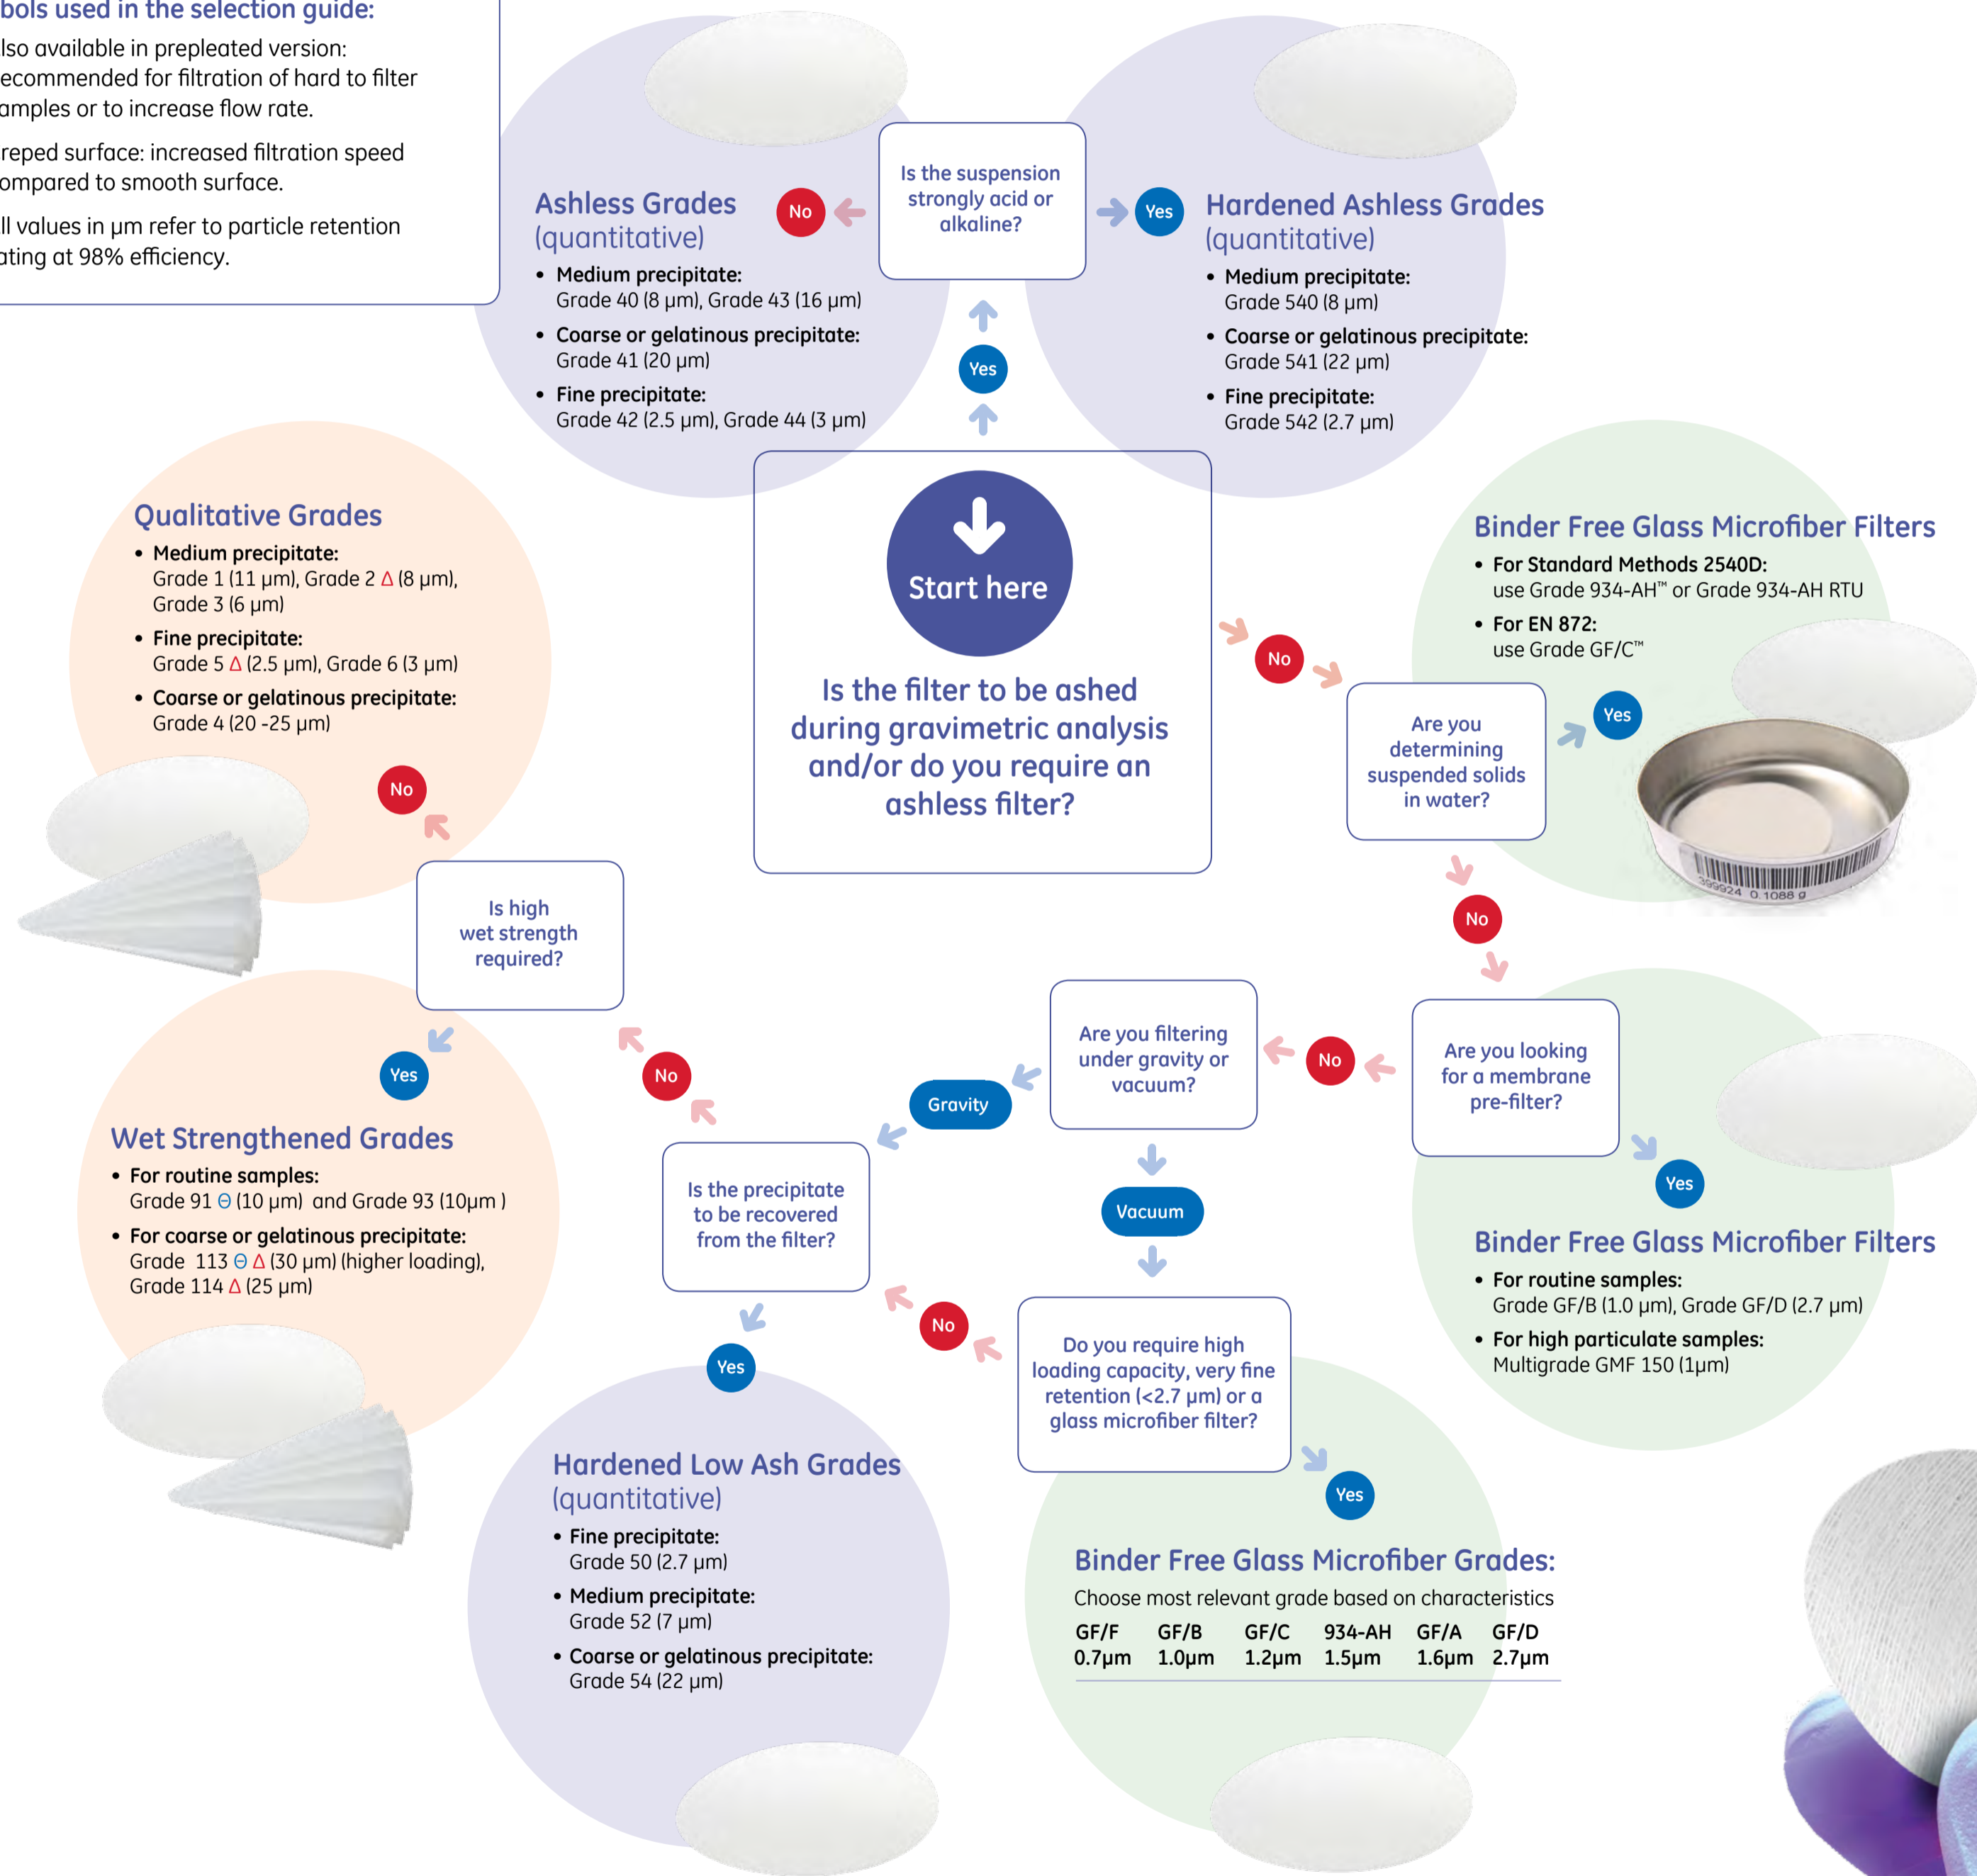 bols used in the selection guide:
lso available in prepleated version:
ecommended for filtration of hard to filter
amples or to increase flow rate.
reped surface: increased filtration speed
ompared to smooth surface.
ll values in µm refer to particle retention
ating at 98% efficiency.
Is the suspension
strongly acid or
alkaline?
No
Yes
Ashless Grades
(quantitative)
• Medium precipitate:
Grade 40 (8 µm), Grade 43 (16 µm)
• Coarse or gelatinous precipitate:
Grade 41 (20 µm)
• Fine precipitate:
Grade 42 (2.5 µm), Grade 44 (3 µm)
Hardened Ashless Grades
(quantitative)
• Medium precipitate:
Grade 540 (8 µm)
• Coarse or gelatinous precipitate:
Grade 541 (22 µm)
• Fine precipitate:
Grade 542 (2.7 µm)
Yes
Start here
Is the filter to be ashed
during gravimetric analysis
and/or do you require an
ashless filter?
No
Qualitative Grades
• Medium precipitate:
Grade 1 (11 µm), Grade 2 Δ (8 µm),
Grade 3 (6 µm)
• Fine precipitate:
Grade 5 Δ (2.5 µm), Grade 6 (3 µm)
• Coarse or gelatinous precipitate:
Grade 4 (20 -25 µm)
No
Binder Free Glass Microfiber Filters
• For Standard Methods 2540D:
use Grade 934-AH™ or Grade 934-AH RTU
• For EN 872:
use Grade GF/C™
Yes
Are you
determining
suspended solids
in water?
399924 0.1088 g
No
Is high
wet strength
required?
Yes
No
Are you filtering
under gravity or
vacuum?
No
Are you looking
for a membrane
pre-filter?
Gravity
Vacuum
Yes
Wet Strengthened Grades
• For routine samples:
Grade 91 Θ (10 µm) and Grade 93 (10µm )
• For coarse or gelatinous precipitate:
Grade 113 Θ Δ (30 µm) (higher loading),
Grade 114 Δ (25 µm)
Is the precipitate
to be recovered
from the filter?
Binder Free Glass Microfiber Filters
• For routine samples:
Grade GF/B (1.0 µm), Grade GF/D (2.7 µm)
• For high particulate samples:
Multigrade GMF 150 (1µm)
No
Yes
Do you require high
loading capacity, very fine
retention (<2.7 µm) or a
glass microfiber filter?
Yes
Hardened Low Ash Grades
(quantitative)
• Fine precipitate:
Grade 50 (2.7 µm)
• Medium precipitate:
Grade 52 (7 µm)
• Coarse or gelatinous precipitate:
Grade 54 (22 µm)
Binder Free Glass Microfiber Grades:
Choose most relevant grade based on characteristics
GF/F GF/B GF/C 934-AH GF/A GF/D
0.7µm 1.0µm 1.2µm 1.5µm 1.6µm 2.7µm